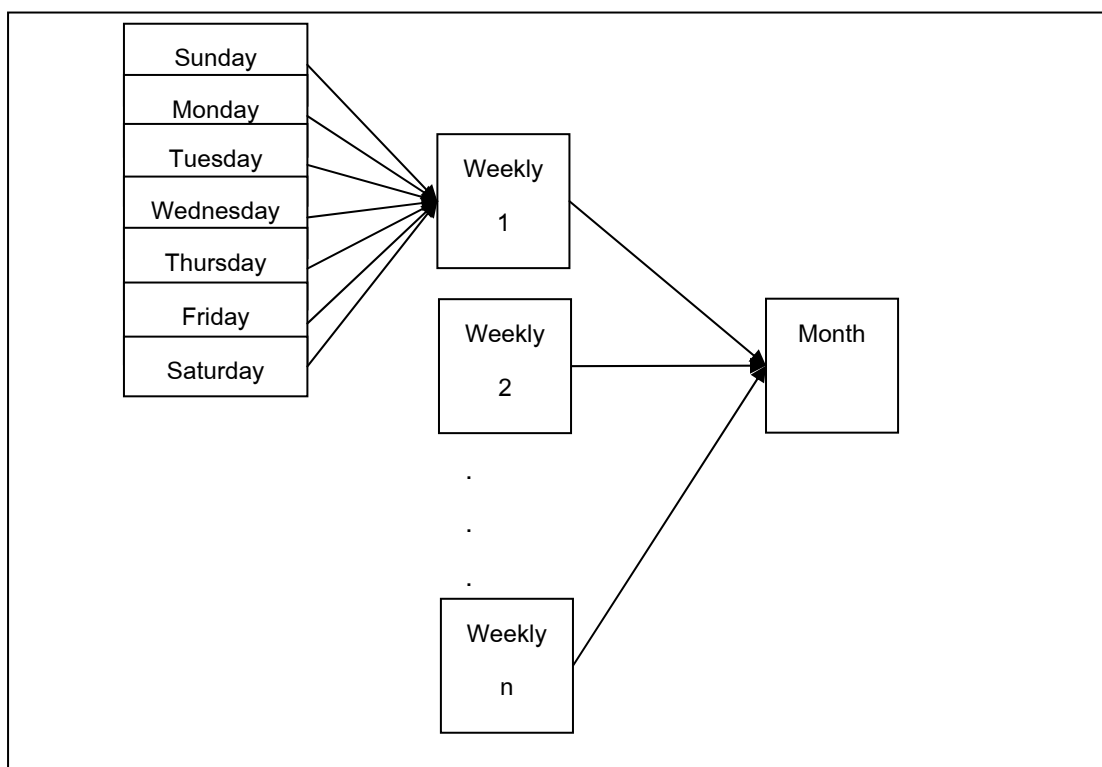 Sunday
Monday
Tuesday
Wednesday
Thursday
Friday
Saturday
Weekly
1
Weekly
2
.
.
.
Weekly
n
Month